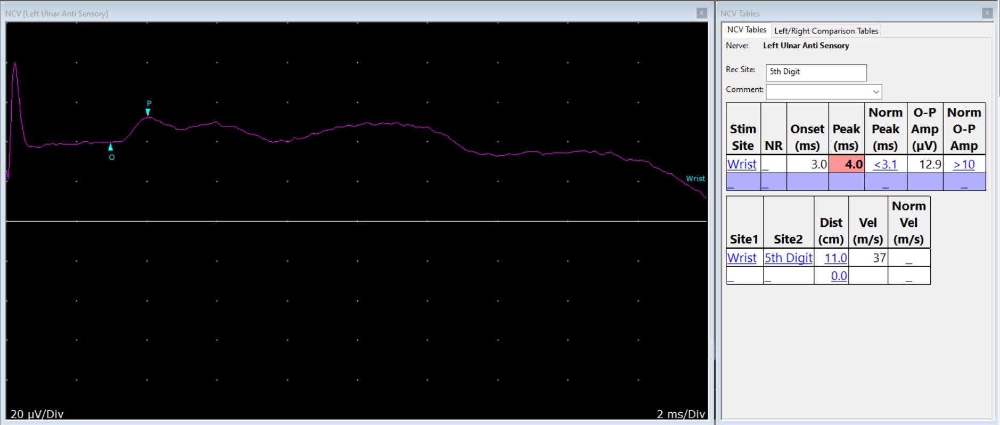 NCV [Left Ulnar Anti Sensory]
x
P
O
Wrist
20 µV/Div
2 ms/Div
NCV Tables
x
NCV Tables
Left/Right Comparison Tables
Nerve: Left Ulnar Anti Sensory
Rec Site: 5th Digit
Comment:
Stim Site NR Onset (ms) Peak (ms) Norm Peak (ms) O-P Amp (µV) Norm O-P Amp
Wrist _ 3.0 4.0 <3.1 12.9 >10
_ _ _ _
Site1 Site2 Dist (cm) Vel (m/s) Norm Vel (m/s)
Wrist 5th Digit 11.0 37 _
_ _ 0.0 _